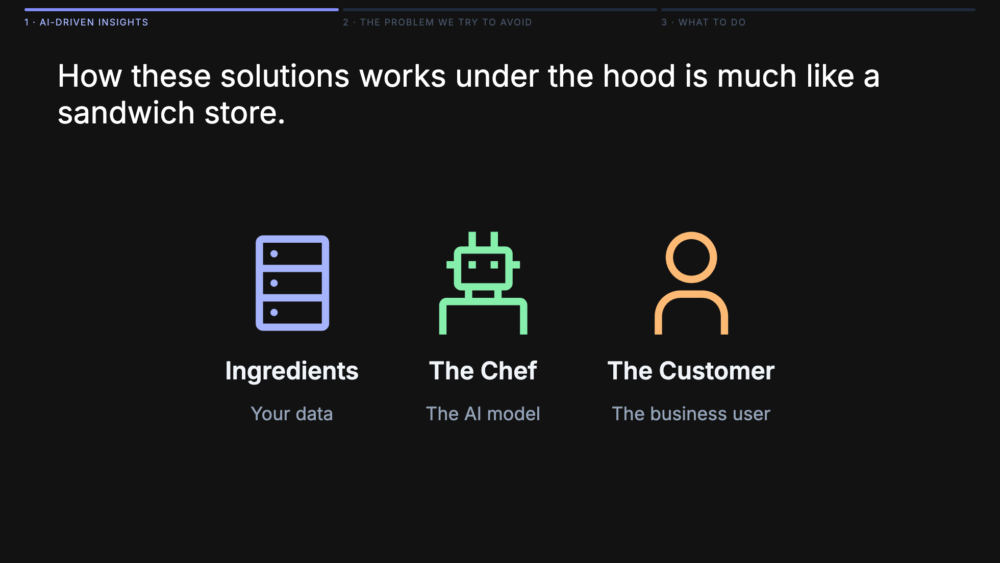 1 · AI-DRIVEN INSIGHTS
2 · THE PROBLEM WE TRY TO AVOID
3 · WHAT TO DO
How these solutions works under the hood is much like a
sandwich store.
Ingredients
The Chef
The Customer
Your data
The AI model
The business user